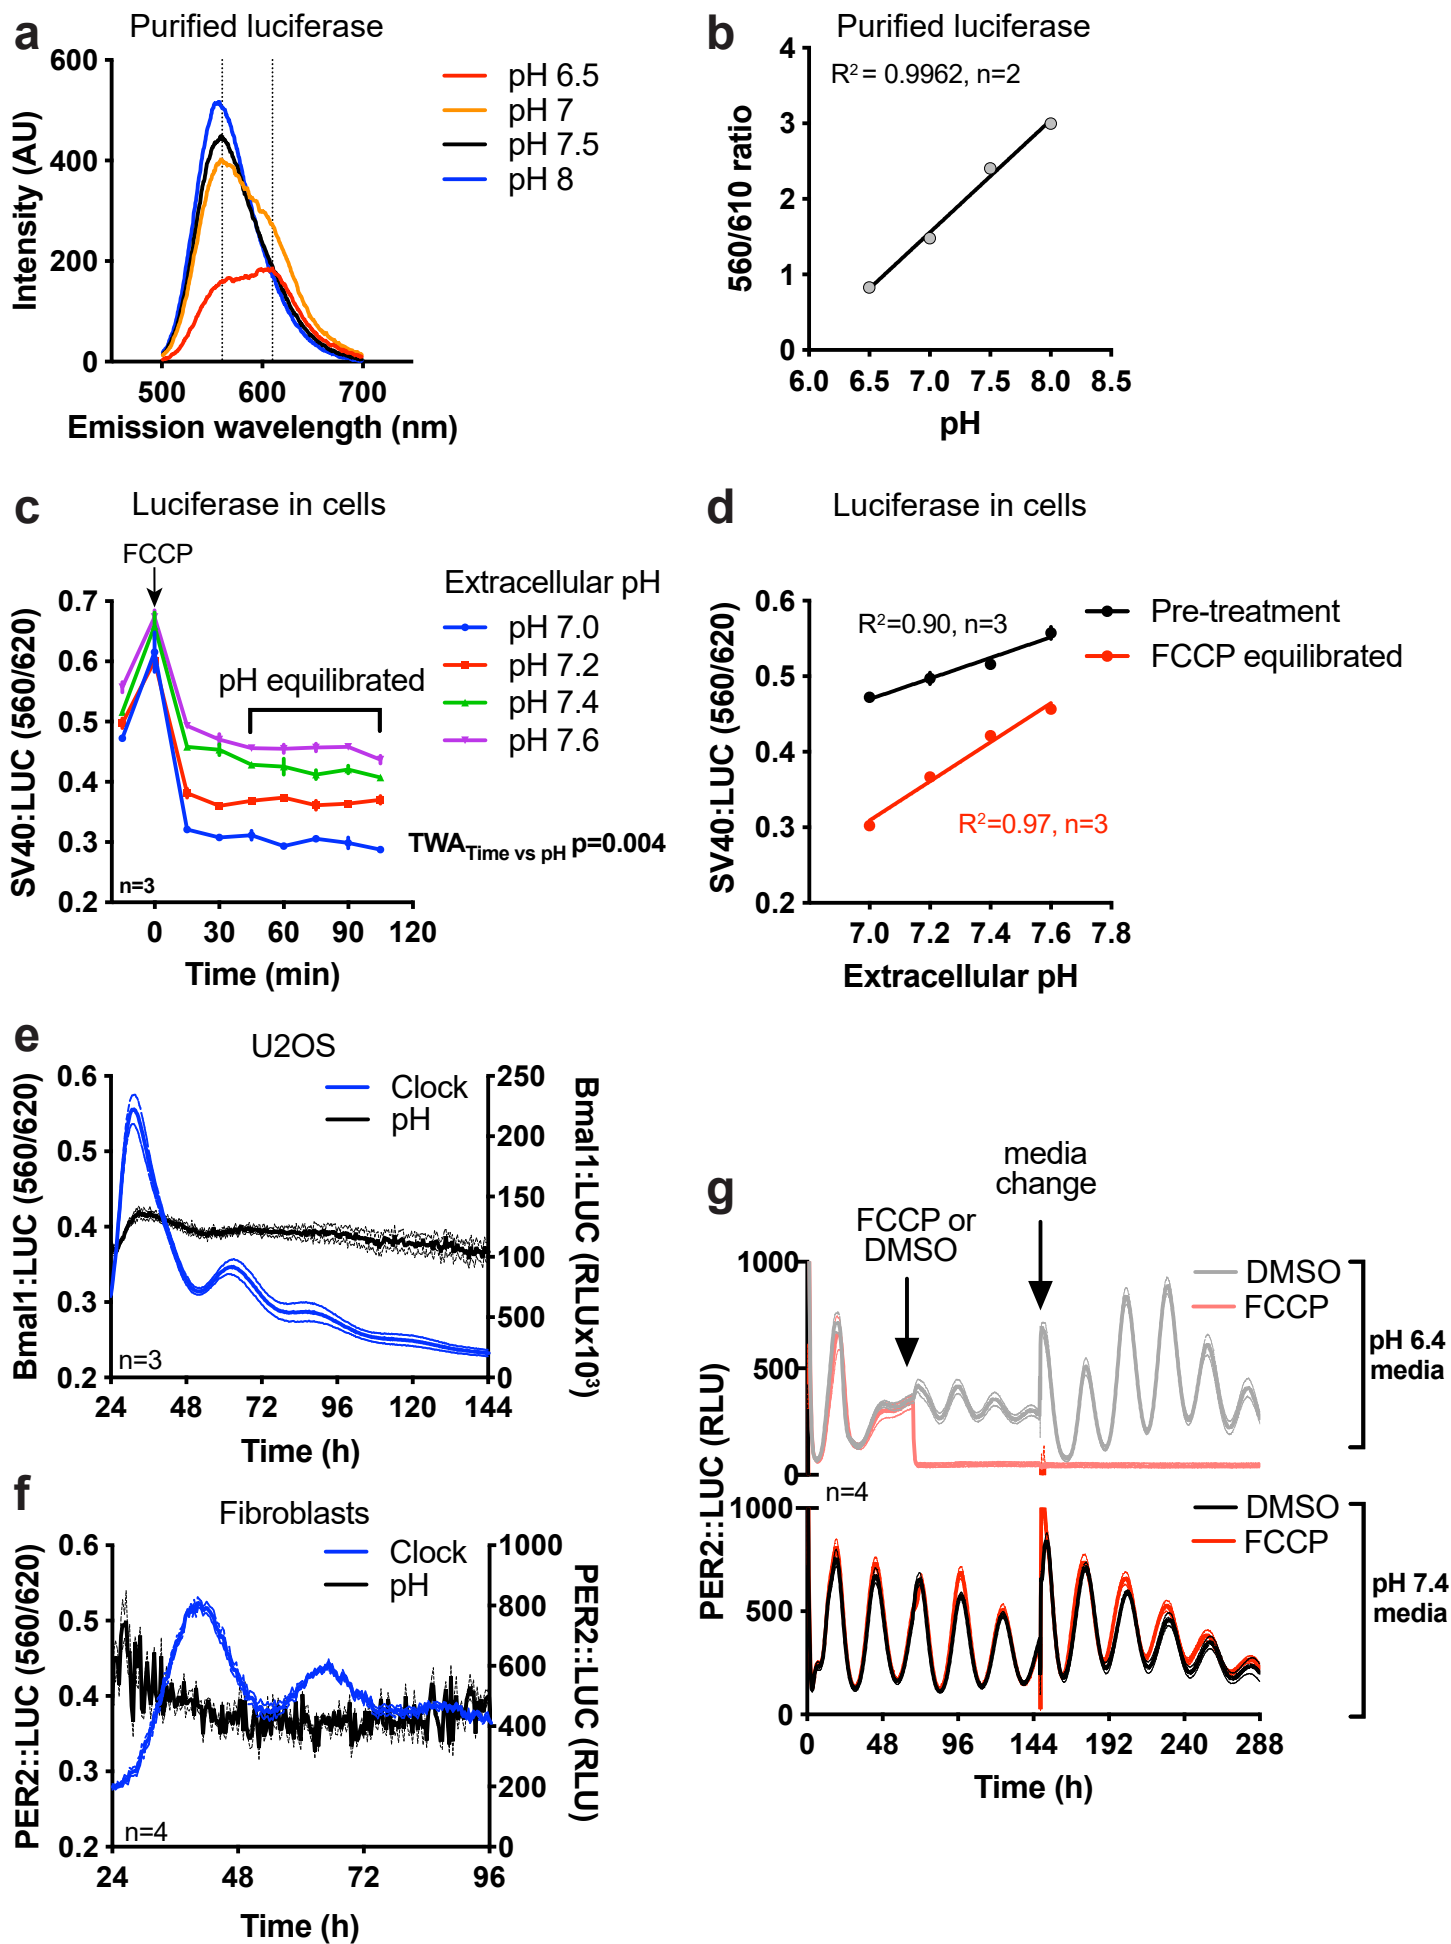 a
Purified luciferase
600
400
200
0
Intensity (AU)
500 600 700
Emission wavelength (nm)
pH 6.5
pH 7
pH 7.5
pH 8
b
Purified luciferase
R² = 0.9962, n=2
4
3
2
1
0
560/610 ratio
6.0 6.5 7.0 7.5 8.0 8.5
pH
c
Luciferase in cells
FCCP
0.7
0.6
0.5
0.4
0.3
0.2
SV40:LUC (560/620)
pH equilibrated
n=3
0 30 60 90 120
Time (min)
Extracellular pH
pH 7.0
pH 7.2
pH 7.4
pH 7.6
TWA Time vs pH p=0.004
d
Luciferase in cells
0.6
0.5
0.4
0.3
0.2
SV40:LUC (560/620)
R²=0.90, n=3
R²=0.97, n=3
Pre-treatment
FCCP equilibrated
7.0 7.2 7.4 7.6 7.8
Extracellular pH
e
U2OS
0.6
0.5
0.4
0.3
0.2
Bmal1:LUC (560/620)
Clock
pH
n=3
250
200
150
100
500
0
Bmal1:LUC (RLUx10³)
24 48 72 96 120 144
Time (h)
f
Fibroblasts
0.6
0.5
0.4
0.3
0.2
PER2::LUC (560/620)
Clock
pH
n=4
1000
800
600
400
200
0
PER2::LUC (RLU)
24 48 72 96
Time (h)
g
FCCP or
DMSO
media
change
1000
500
0
DMSO
FCCP
pH 6.4
media
n=4
1000
500
0
PER2::LUC (RLU)
DMSO
FCCP
pH 7.4
media
0 48 96 144 192 240 288
Time (h)